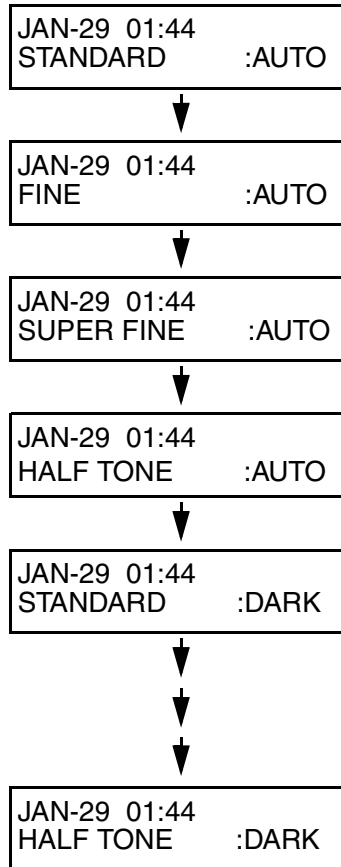 JAN-29 01:44
STANDARD :AUTO
JAN-29 01:44
FINE :AUTO
JAN-29 01:44
SUPER FINE :AUTO
JAN-29 01:44
HALF TONE :AUTO
JAN-29 01:44
STANDARD :DARK
JAN-29 01:44
HALF TONE :DARK